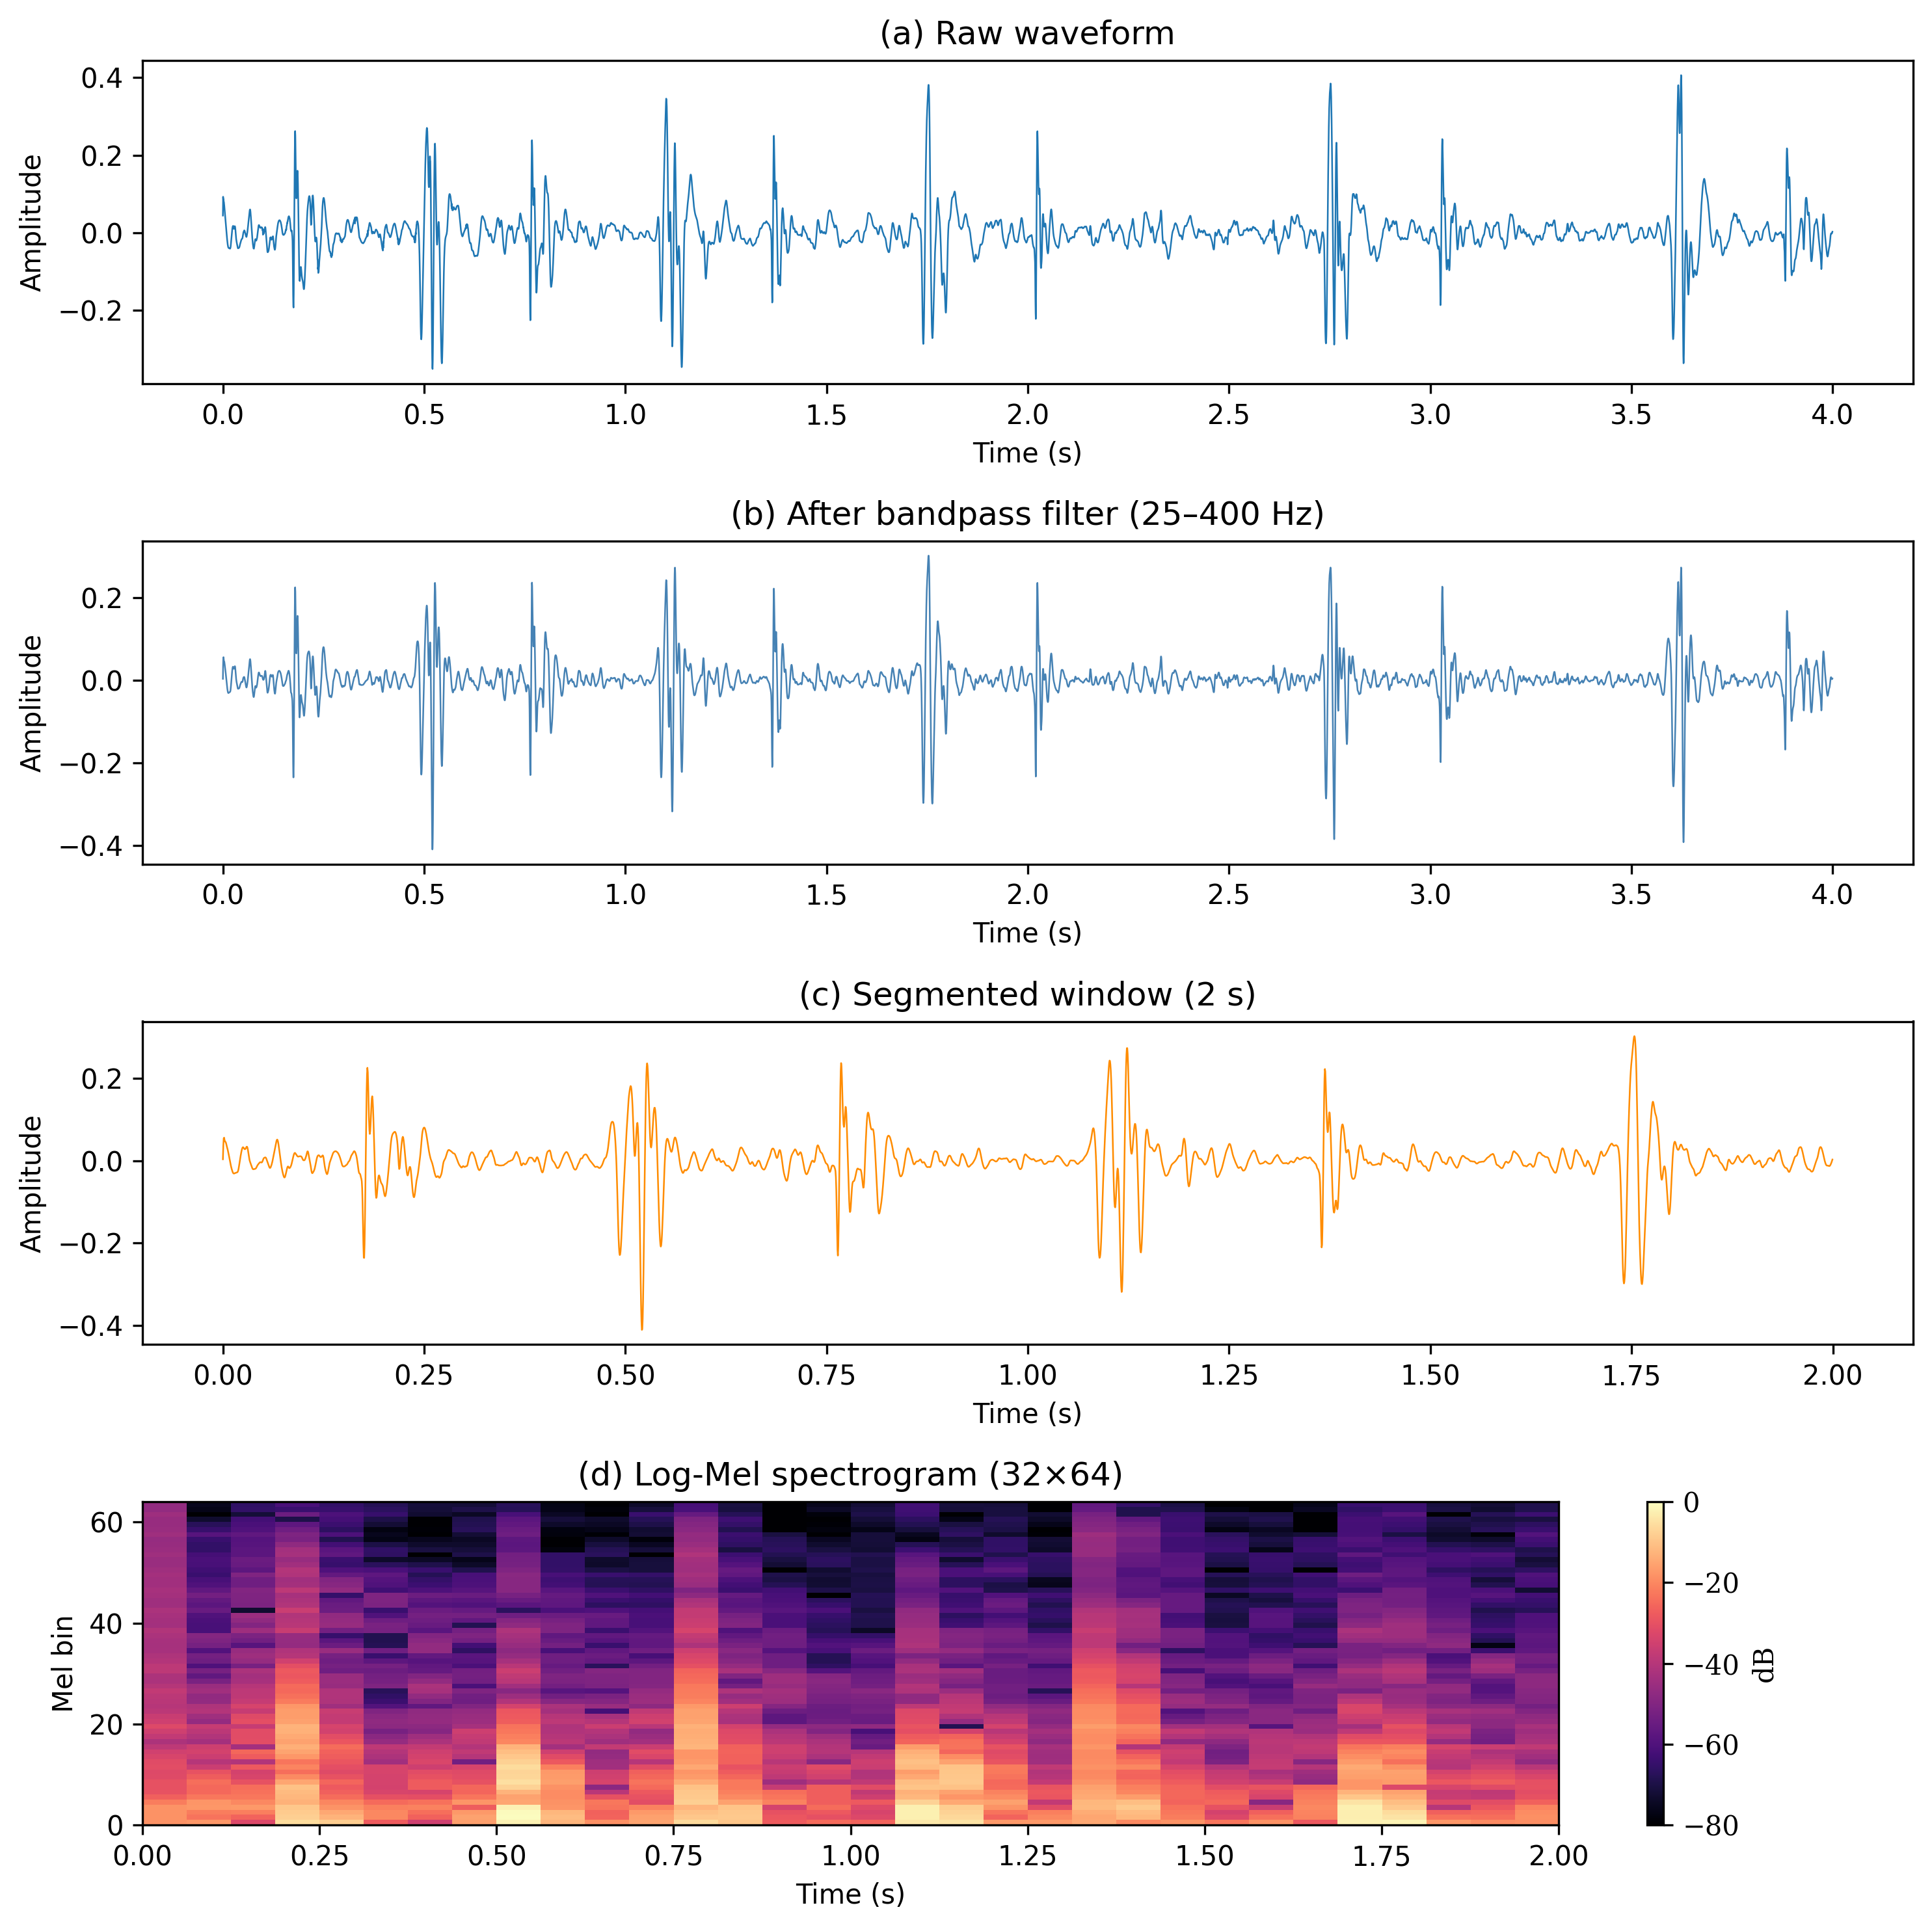 (a) Raw waveform
Amplitude
0.4
0.2
0.0
−0.2
0.0 0.5 1.0 1.5 2.0 2.5 3.0 3.5 4.0
Time (s)
(b) After bandpass filter (25–400 Hz)
Amplitude
0.2
0.0
−0.2
−0.4
0.0 0.5 1.0 1.5 2.0 2.5 3.0 3.5 4.0
Time (s)
(c) Segmented window (2 s)
Amplitude
0.2
0.0
−0.2
−0.4
0.00 0.25 0.50 0.75 1.00 1.25 1.50 1.75 2.00
Time (s)
(d) Log-Mel spectrogram (32×64)
Mel bin
60
40
20
0
0.00 0.25 0.50 0.75 1.00 1.25 1.50 1.75 2.00
Time (s)
0
−20
−40
−60
−80
dB